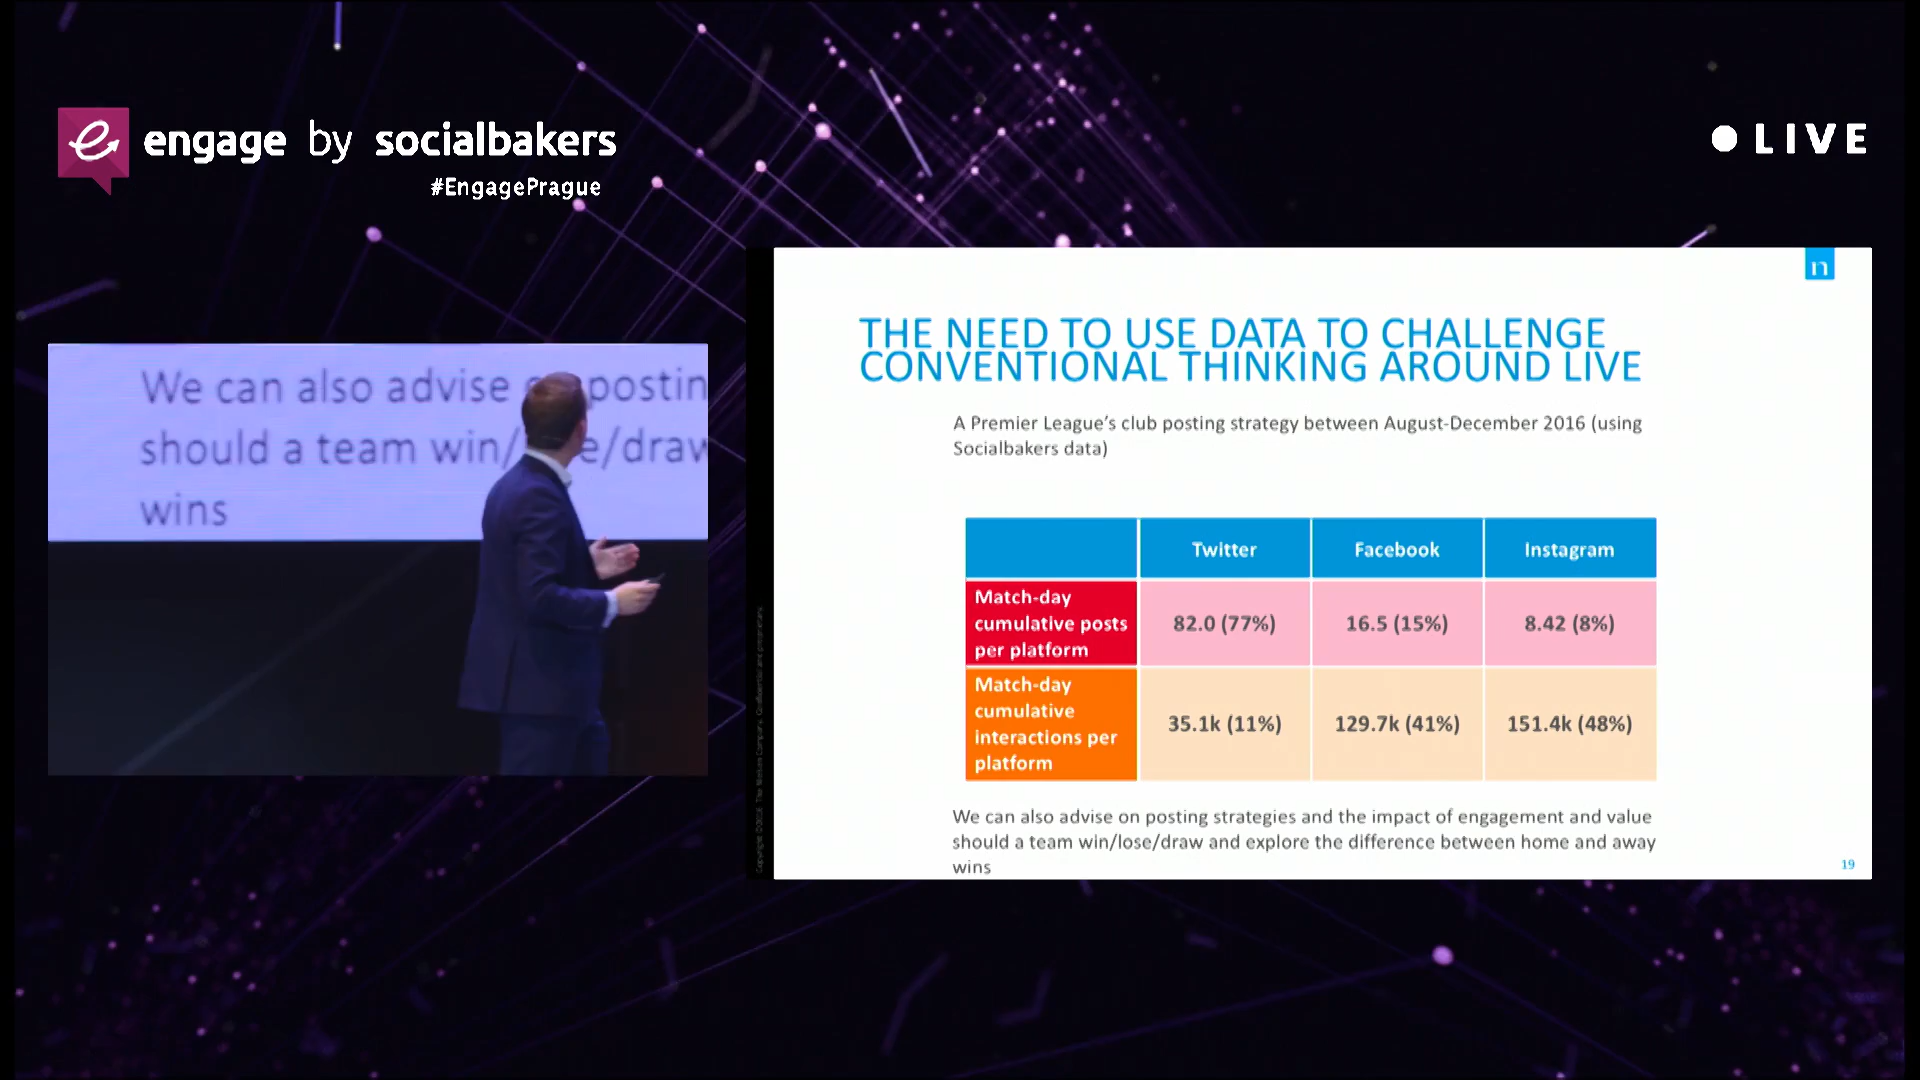 engage by socialbakers
#EngagePrague
LIVE
We can also advise postin
should a team win/ e/draw
wins
n
THE NEED TO USE DATA TO CHALLENGE
CONVENTIONAL THINKING AROUND LIVE
A Premier League's club posting strategy between August-December 2016 (using
Socialbakers data)
Twitter Facebook Instagram
Match-day
cumulative posts
per platform
82.0 (77%) 16.5 (15%) 8.42 (8%)
Match-day
cumulative
interactions per
platform
35.1k (11%) 129.7k (41%) 151.4k (48%)
We can also advise on posting strategies and the impact of engagement and value
should a team win/lose/draw and explore the difference between home and away
wins
19